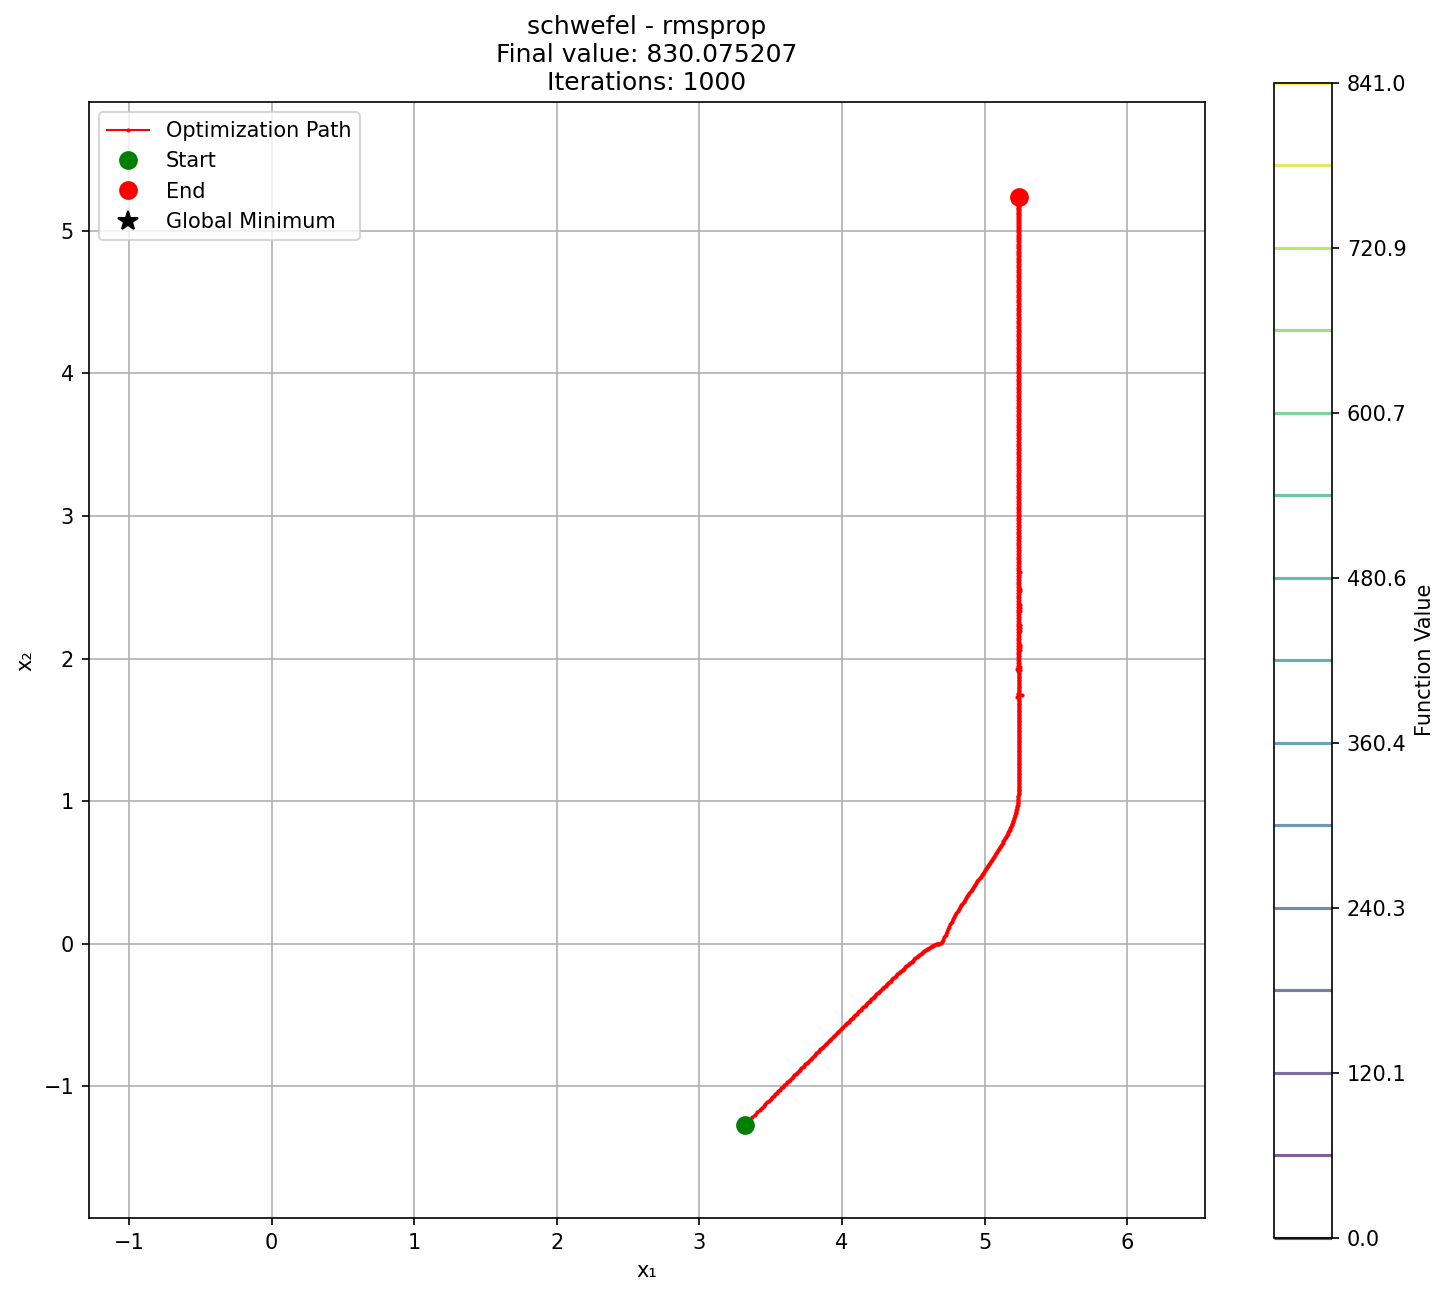 schwefel - rmsprop
Final value: 830.075207
Iterations: 1000
Optimization Path
Start
End
Global Minimum
5
4
3
2
1
0
−1
x₂
−1
0
1
2
3
4
5
6
x₁
841.0
720.9
600.7
480.6
360.4
240.3
120.1
0.0
Function Value